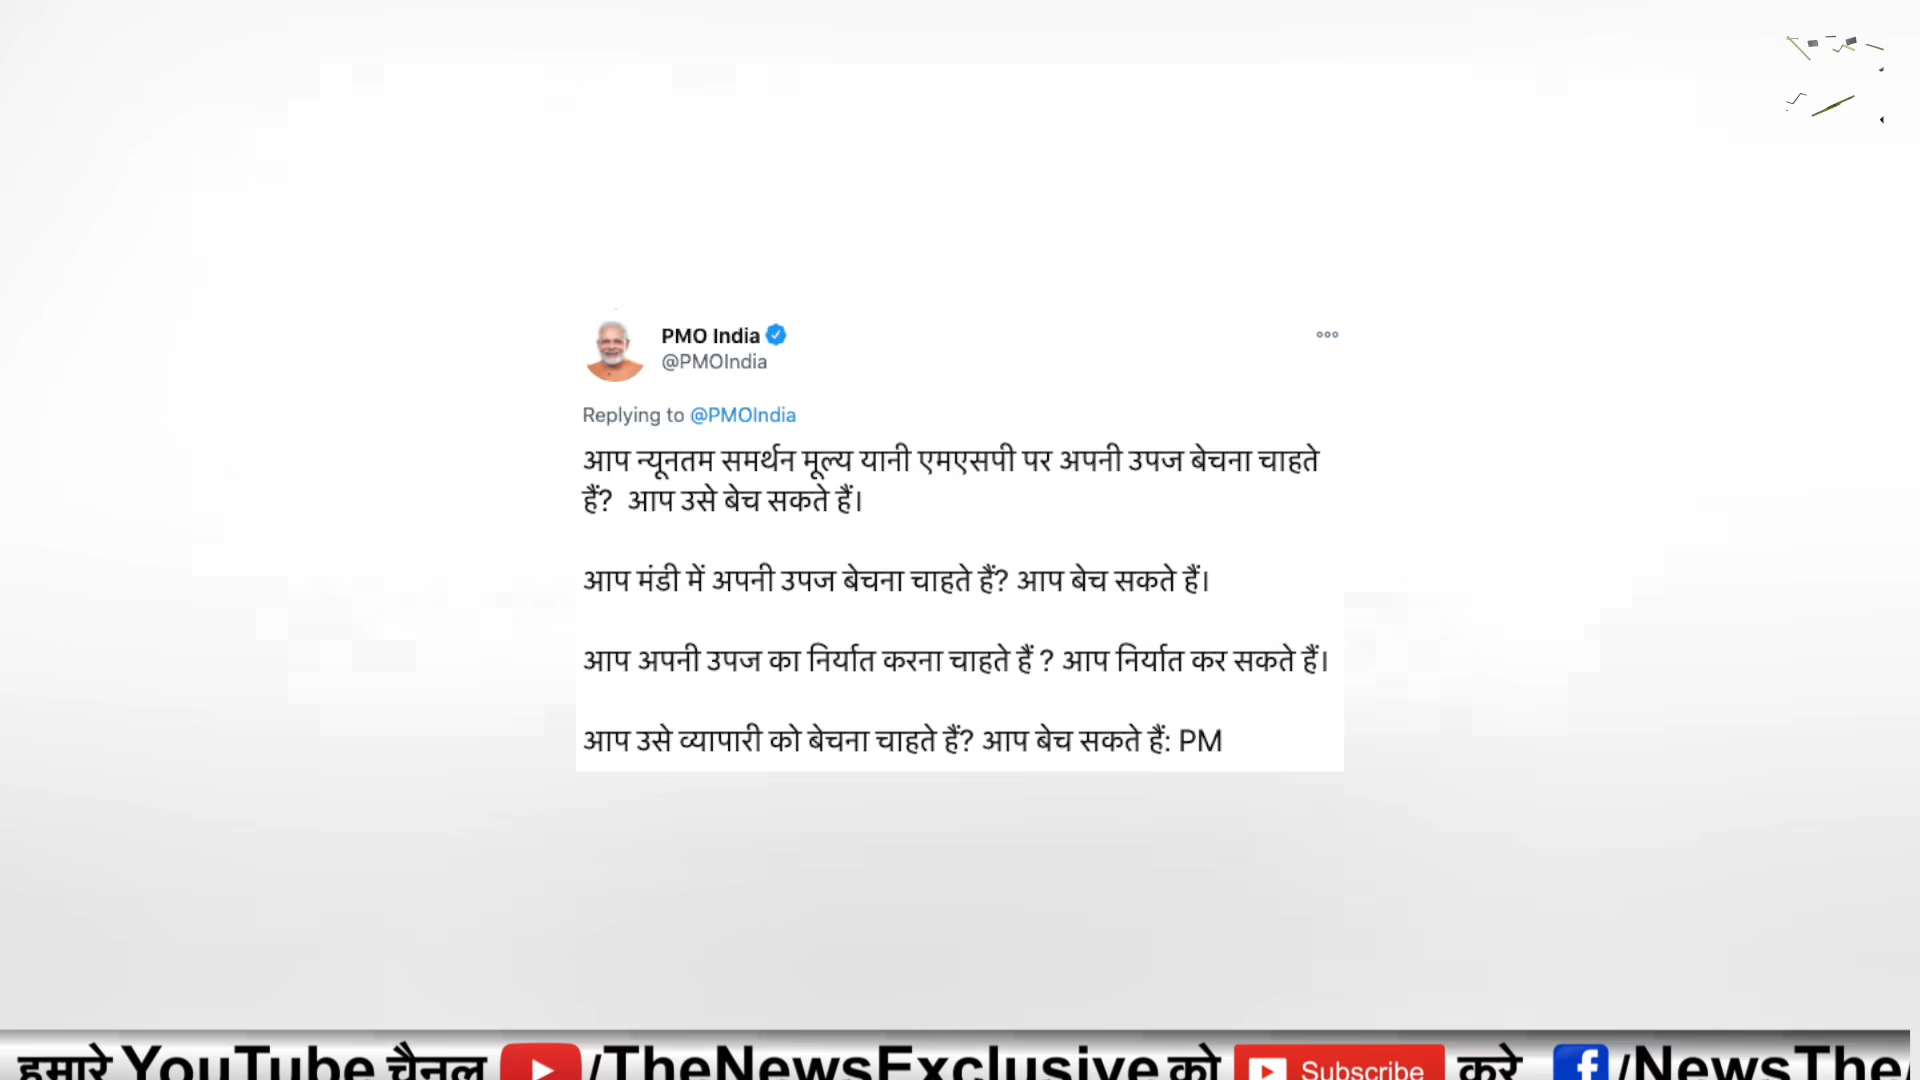 PMO India
@PMOIndia
Replying to @PMOIndia
आप न्यूनतम समर्थन मूल्य यानी एमएसपी पर अपनी उपज बेचना चाहते
हैं? आप उसे बेच सकते हैं।
आप मंडी में अपनी उपज बेचना चाहते हैं? आप बेच सकते हैं।
आप अपनी उपज का निर्यात करना चाहते हैं ? आप निर्यात कर सकते हैं।
आप उसे व्यापारी को बेचना चाहते हैं? आप बेच सकते हैं: PM
हमारे YouTube चैनल /TheNewsExclusive को Subscribe करे /NewsThe